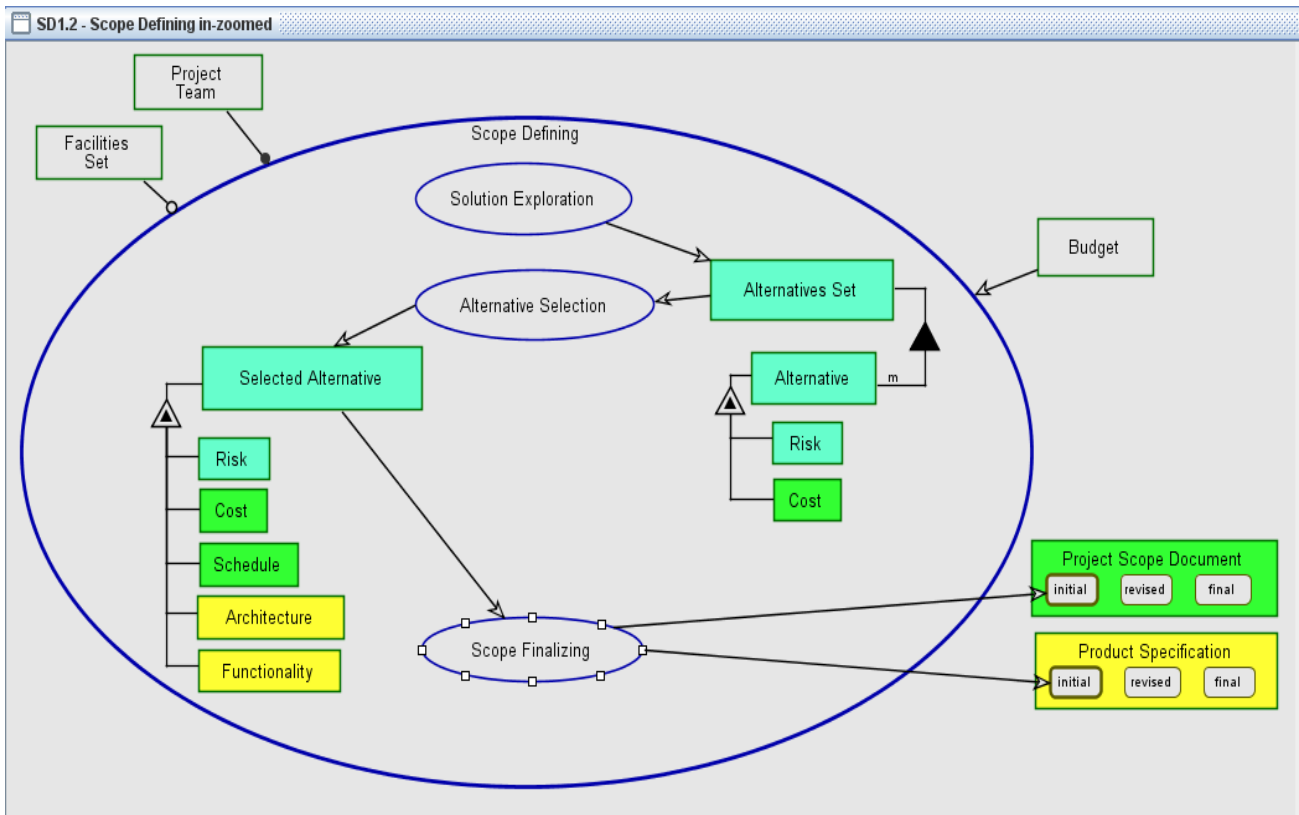 SD1.2 - Scope Defining in-zoomed
Project
Team
Facilities
Set
Scope Defining
Solution Exploration
Budget
Alternatives Set
Alternative Selection
Selected Alternative
Alternative
m
Risk
Cost
Risk
Cost
Schedule
Architecture
Functionality
Scope Finalizing
Project Scope Document
initial
revised
final
Product Specification
initial
revised
final